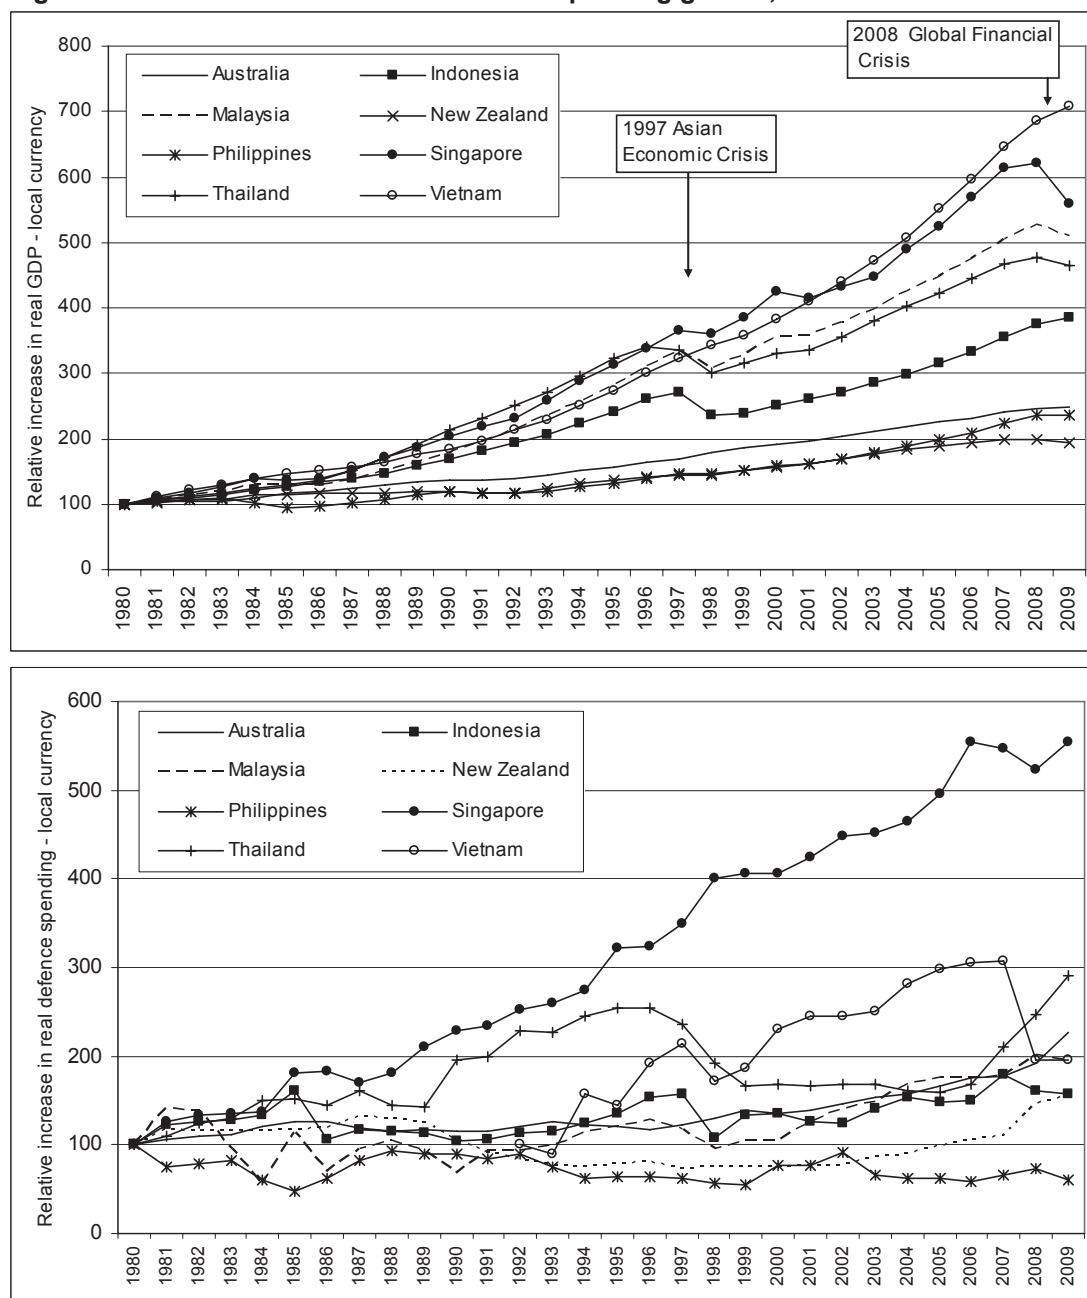 800
700
600
500
400
300
200
100
0
Relative increase in real GDP - local currency
Australia
Indonesia
Malaysia
New Zealand
Philippines
Singapore
Thailand
Vietnam
1997 Asian
Economic Crisis
2008 Global Financial
Crisis
1980 1981 1982 1983 1984 1985 1986 1987 1988 1989 1990 1991 1992 1993 1994 1995 1996 1997 1998 1999 2000 2001 2002 2003 2004 2005 2006 2007 2008 2009
600
500
400
300
200
100
0
Relative increase in real defence spending - local currency
Australia
Indonesia
Malaysia
New Zealand
Philippines
Singapore
Thailand
Vietnam
1980 1981 1982 1983 1984 1985 1986 1987 1988 1989 1990 1991 1992 1993 1994 1995 1996 1997 1998 1999 2000 2001 2002 2003 2004 2005 2006 2007 2008 2009